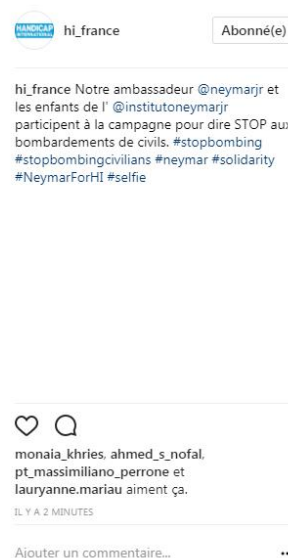 HANDICAP
INTERNATIONAL
hi_france
Abonné(e)
hi_france Notre ambassadeur @neymarjr et
les enfants de l' @institutoneymarjr
participent à la campagne pour dire STOP aux
bombardements de civils. #stopbombing
#stopbombingcivilians #neymar #solidarity
#NeymarForHI #selfie
monaia_khries, ahmed_s_nofal,
pt_massimiliano_perrone et
lauryanne.mariau aiment ça.
IL Y A 2 MINUTES
Ajouter un commentaire...